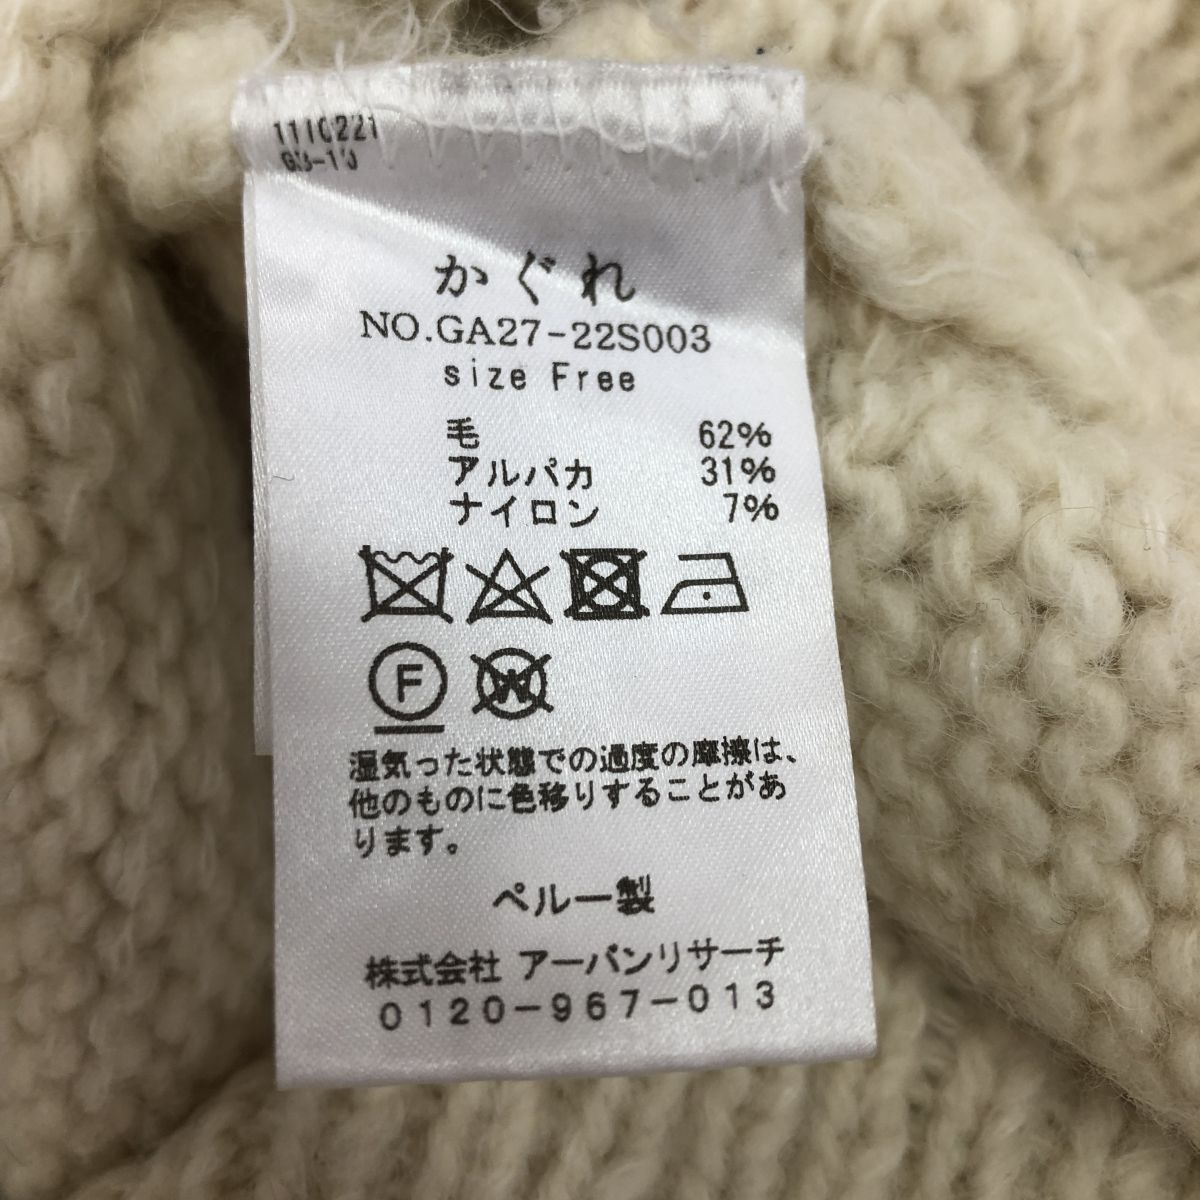 1110221
かぐれ
NO.GA27-22S003
size Free
毛 62%
アルパカ 31%
ナイロン 7%
F
W
湿気った状態での過度の摩擦は、
他のものに色移りすることがあ
ります。
ペルー製
株式会社 アーバンリサーチ
0120-967-013